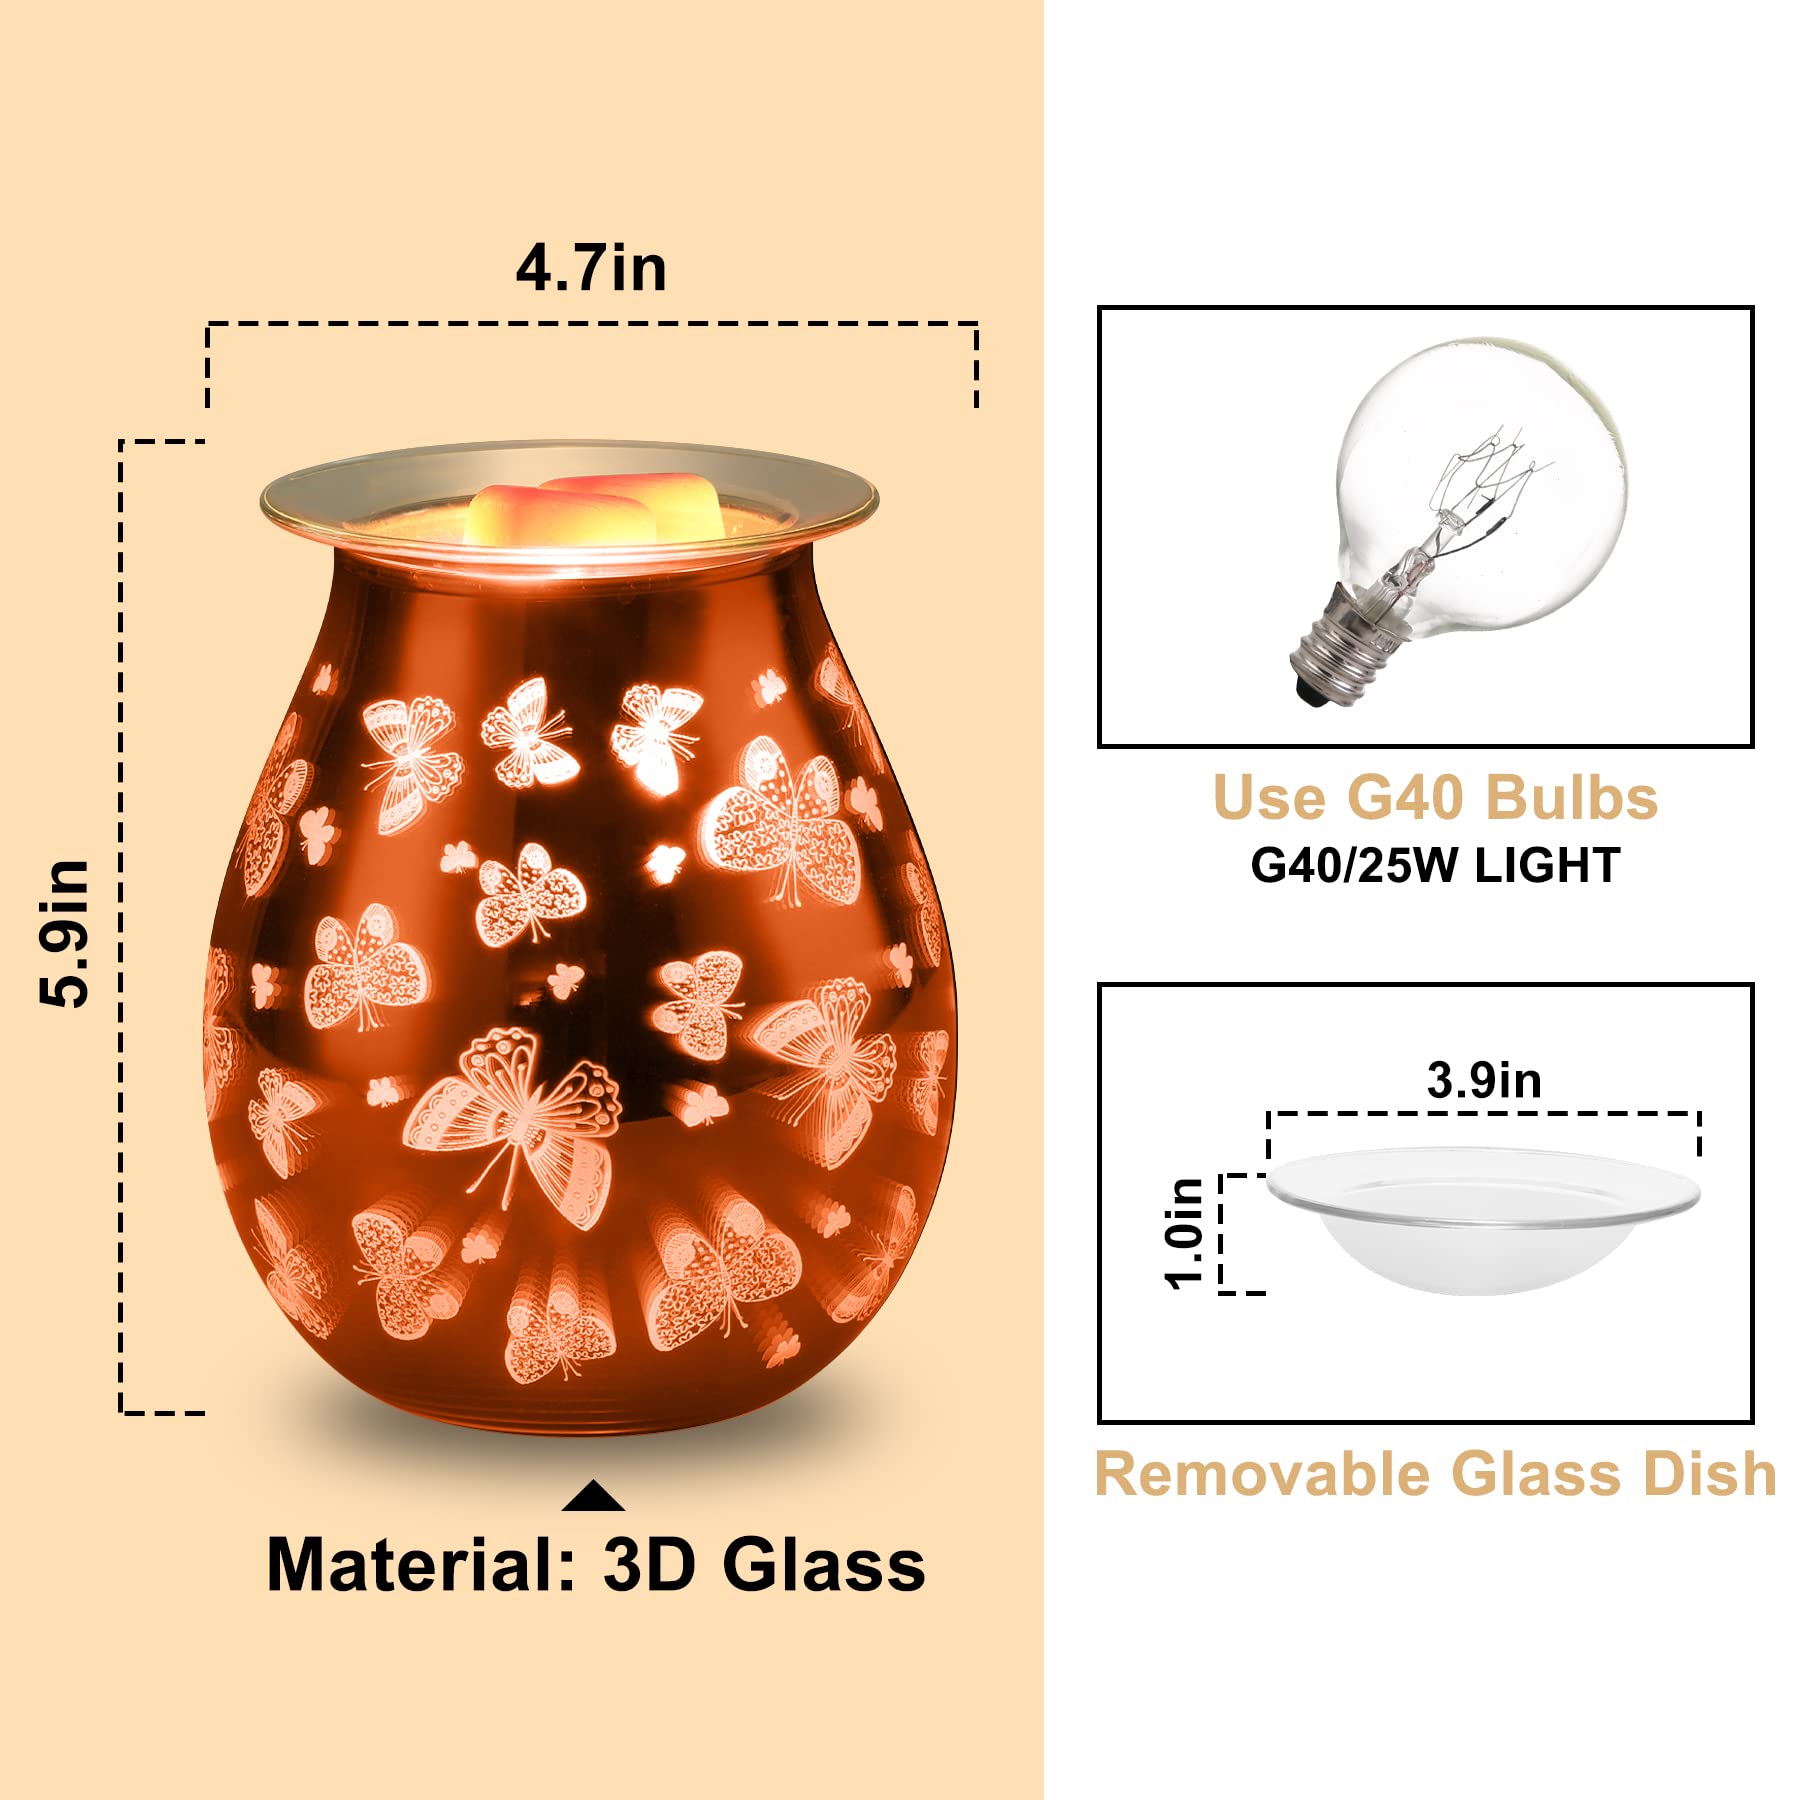 4.7in
5.9in
Material: 3D Glass
Use G40 Bulbs
G40/25W LIGHT
3.9in
1.0in
Removable Glass Dish